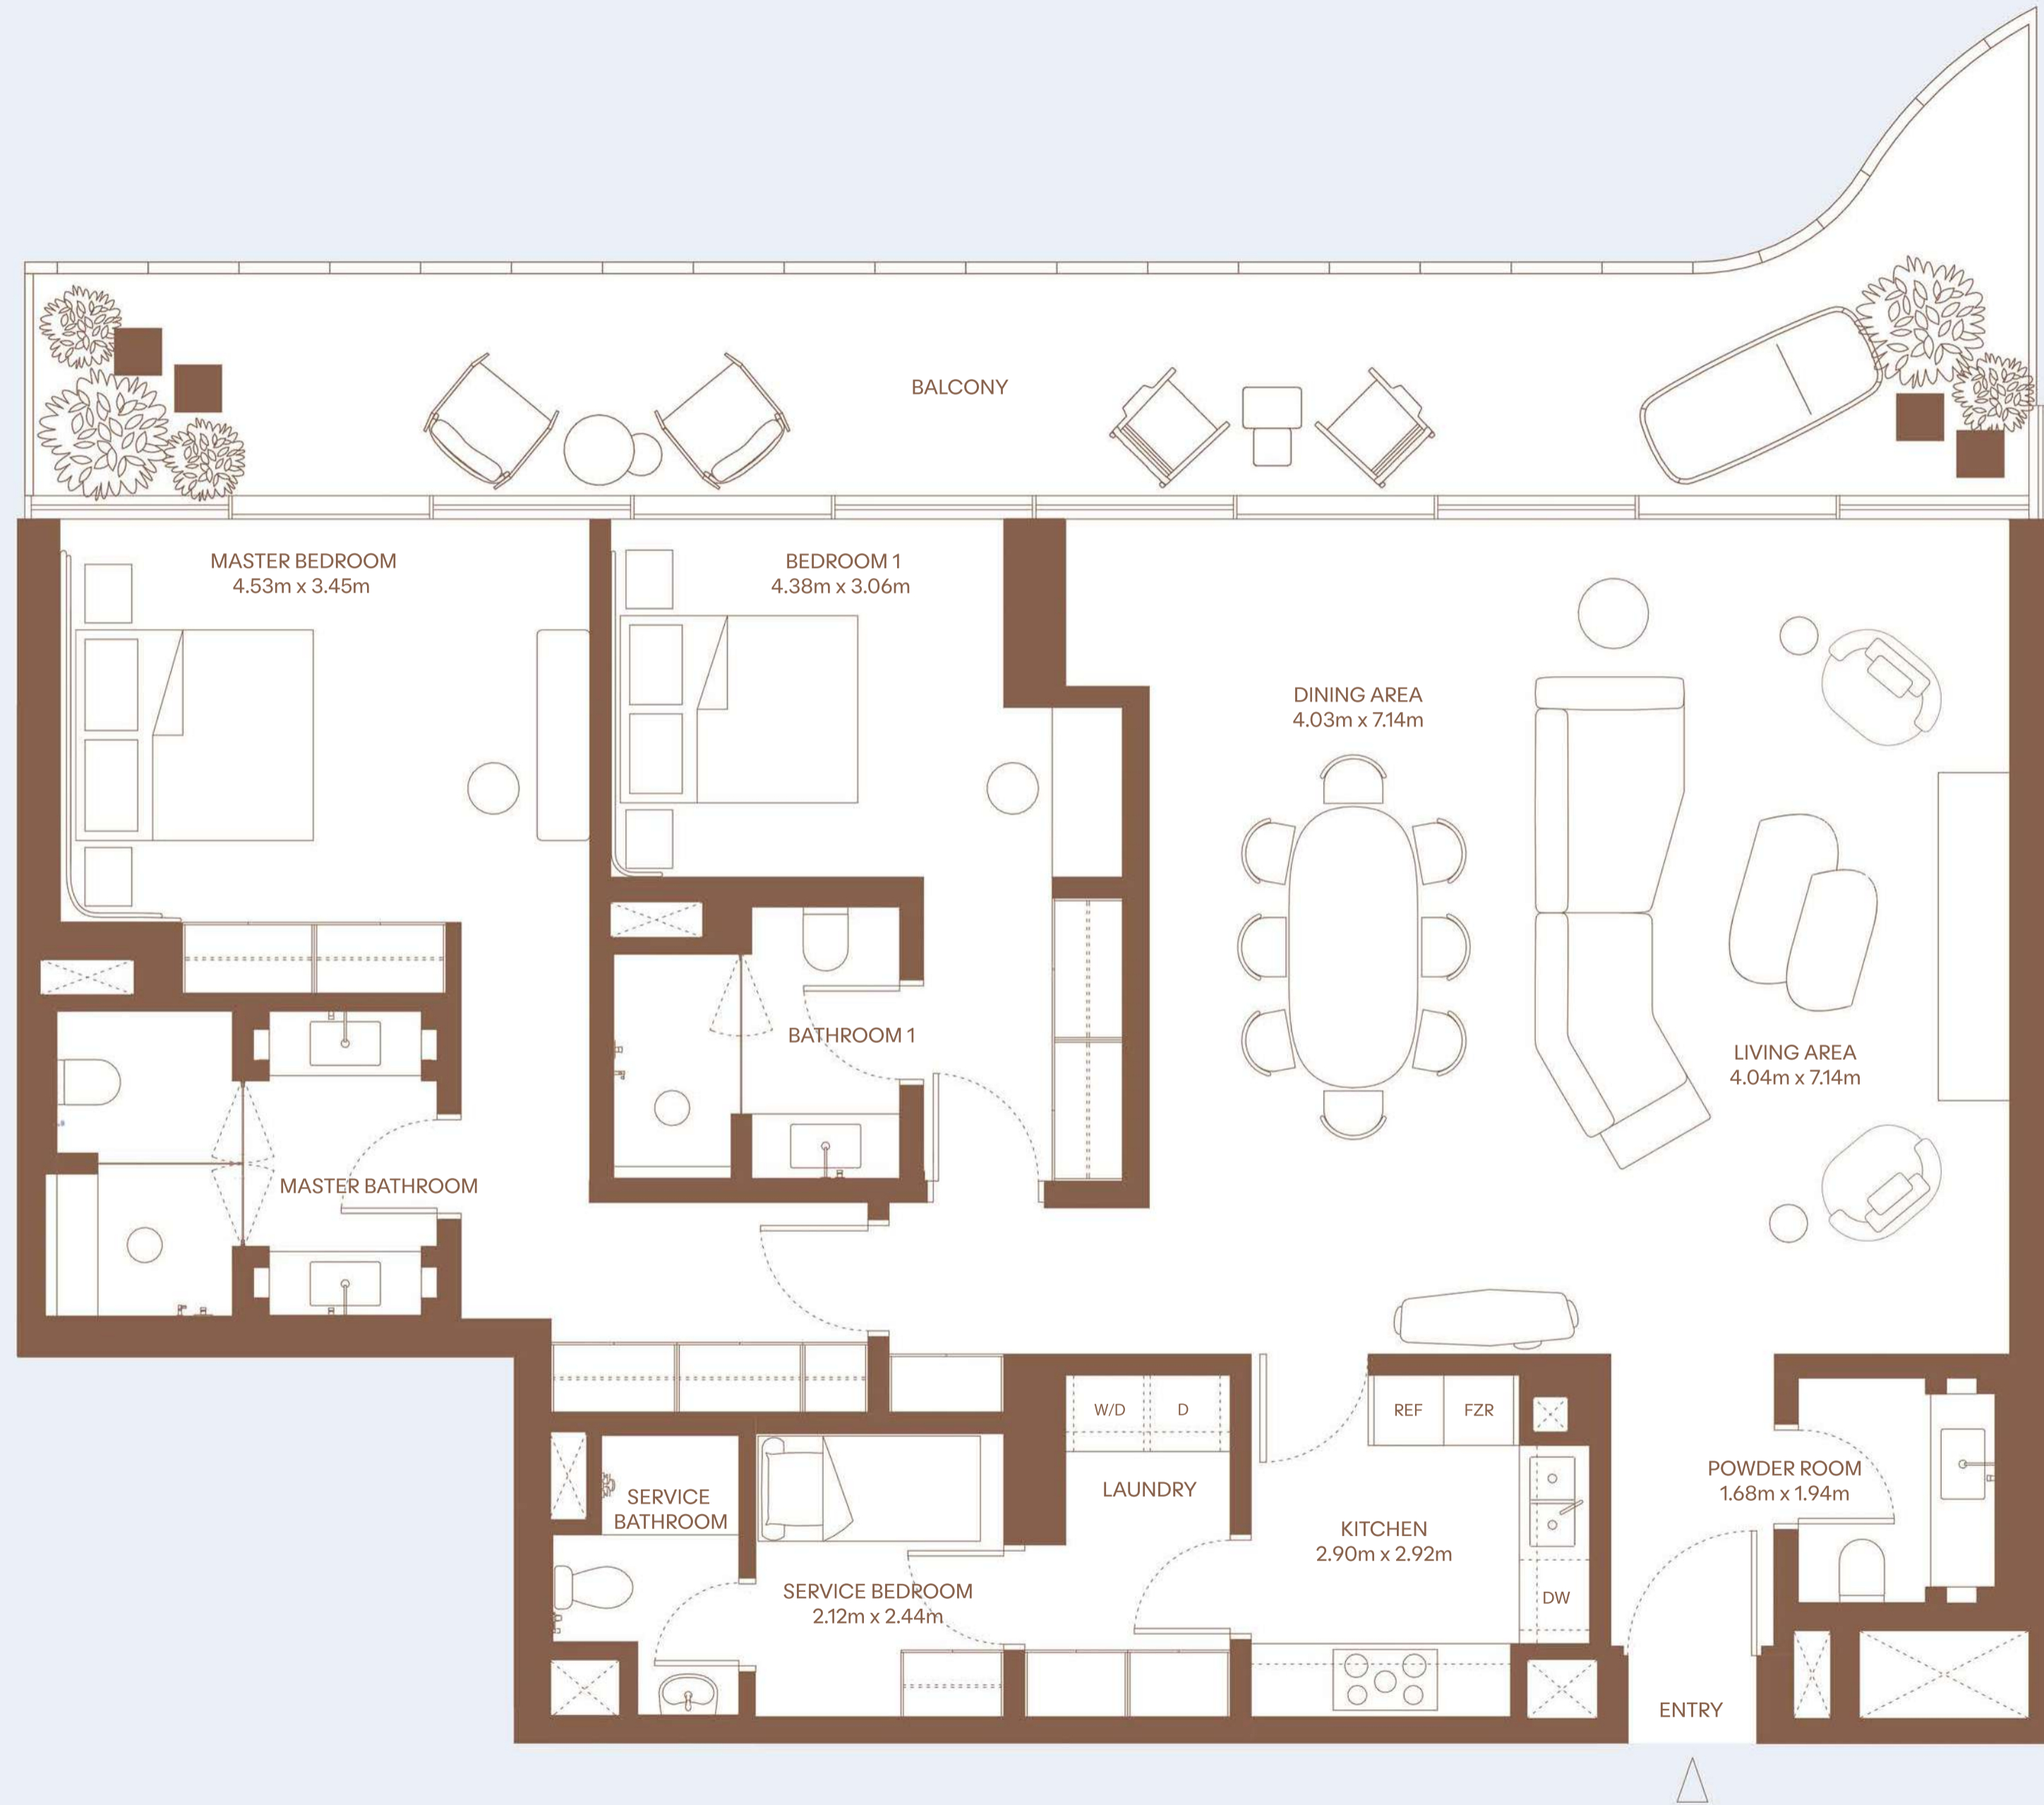 BALCONY
MASTER BEDROOM
4.53m x 3.45m
BEDROOM 1
4.38m x 3.06m
DINING AREA
4.03m x 7.14m
BATHROOM 1
LIVING AREA
4.04m x 7.14m
MASTER BATHROOM
W/D
D
REF
FZR
LAUNDRY
SERVICE
BATHROOM
POWDER ROOM
1.68m x 1.94m
KITCHEN
2.90m x 2.92m
SERVICE BEDROOM
2.12m x 2.44m
DW
ENTRY